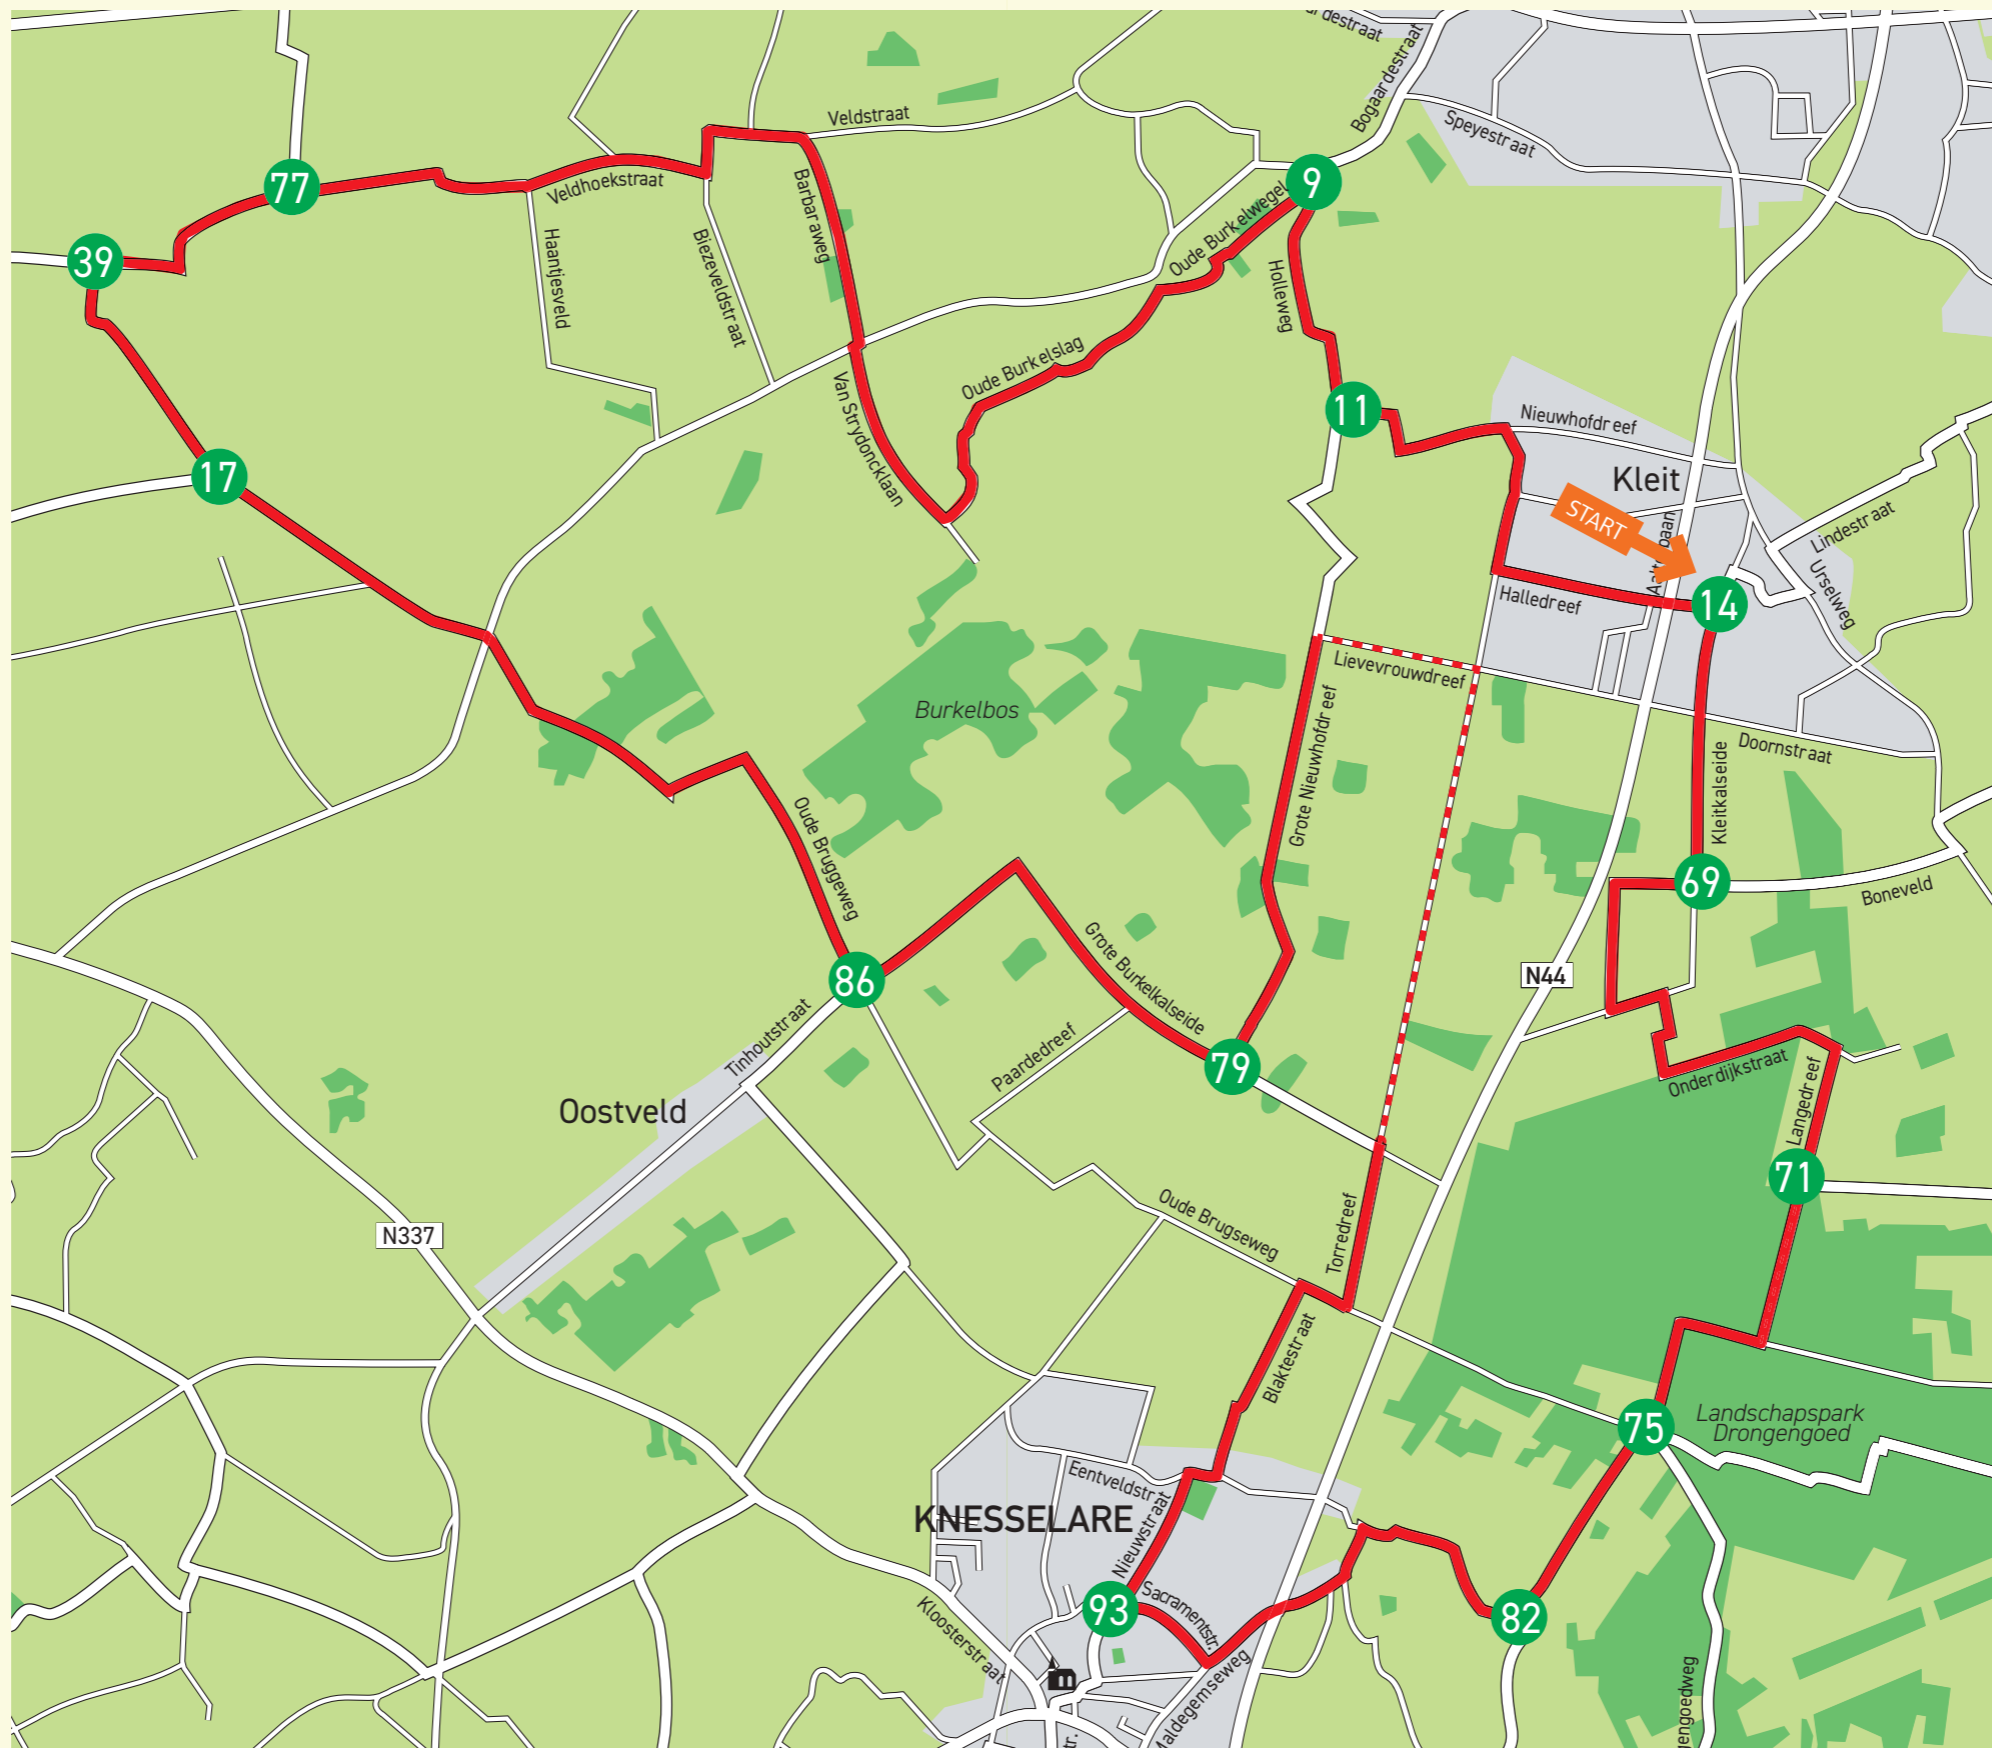 Bogaardestraat
Veldstraat
Speyestraat
77
9
Veldhoekstraat
Barbaraweg
Oude Burkelwegel
39
Haantjesveld
Biezeveldstraat
Holleweg
Oude Burkelslag
Van Strydoncklaan
11
Nieuwhofdreef
Kleit
17
START
Lindestraat
Urselweg
Halledreef
14
Lievevrouwdreef
Burkelbos
Grote Nieuwhofdreef
Doornstraat
Kleitkalseide
Oude Bruggeweg
69
Boneveld
Grote Burkelkalseide
86
N44
Tinhoutstraat
Paardedreef
79
Onderdijkstraat
Langedreef
Oostveld
71
Oude Brugseweg
Torredreef
N337
Blaktestraat
75
Landschapspark
Drongengoed
Eentveldstr.
KNESSELARE
Nieuwstraat
Sacramentstr.
93
82
Kloosterstraat
Maldegemseweg
engoedweg